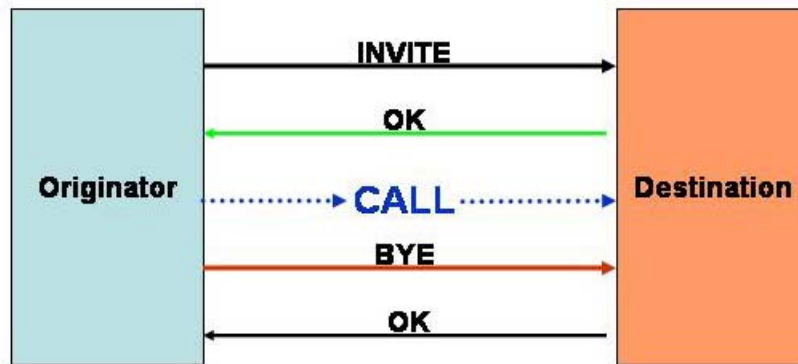 INVITE
OK
Originator
CALL
Destination
BYE
OK